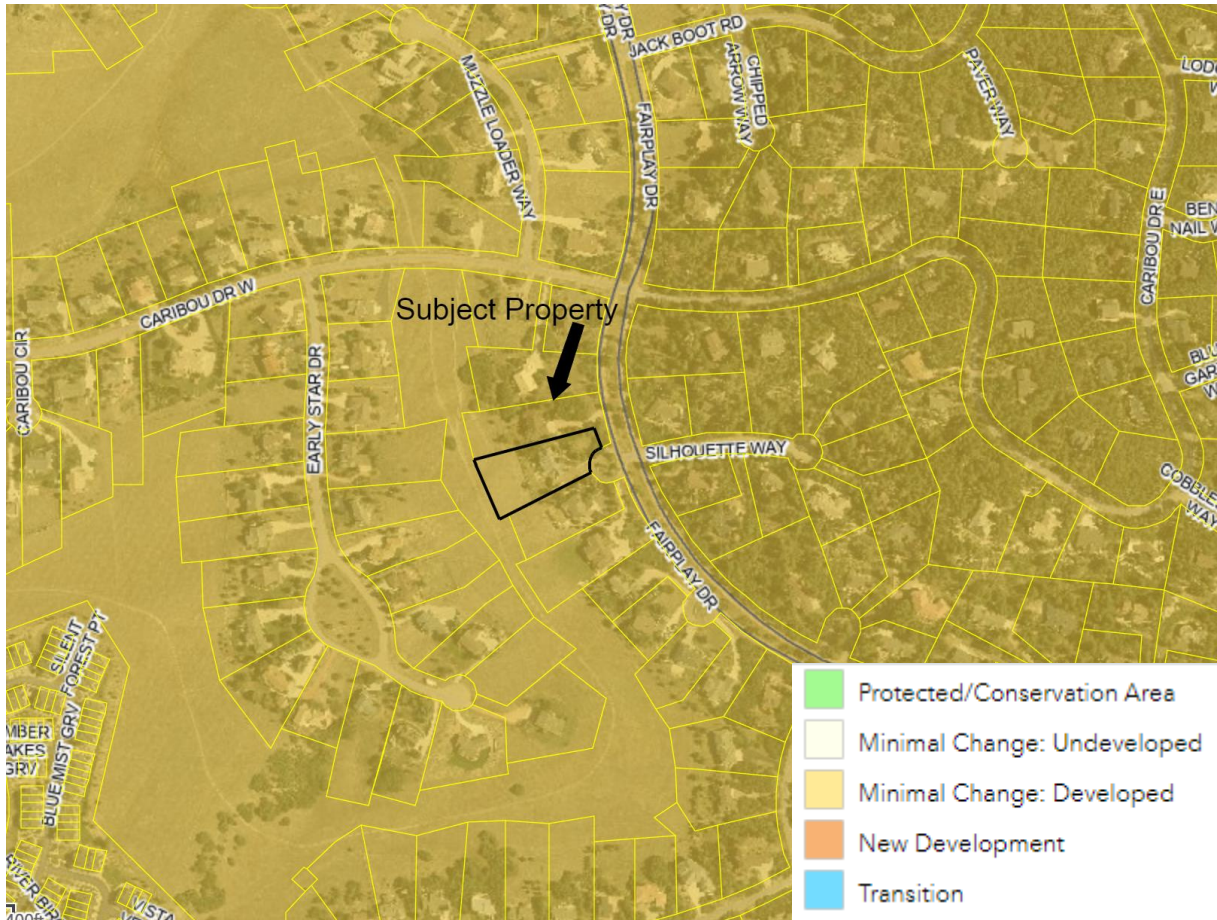 Y DR
Y DR
JACK BOOT RD
CHIPPED
ARROW WAY
PAVER WAY
MUZZLE LOADER WAY
FAIRPLAY DR
CARIBOU DR E
CARIBOU DR W
Subject Property
CARIBOU CIR
EARLY STAR DR
SILHOUETTE WAY
FAIRPLAY DR
SILENT
FOREST PT
BLUE MIST GRV
Protected/Conservation Area
Minimal Change: Undeveloped
Minimal Change: Developed
New Development
Transition